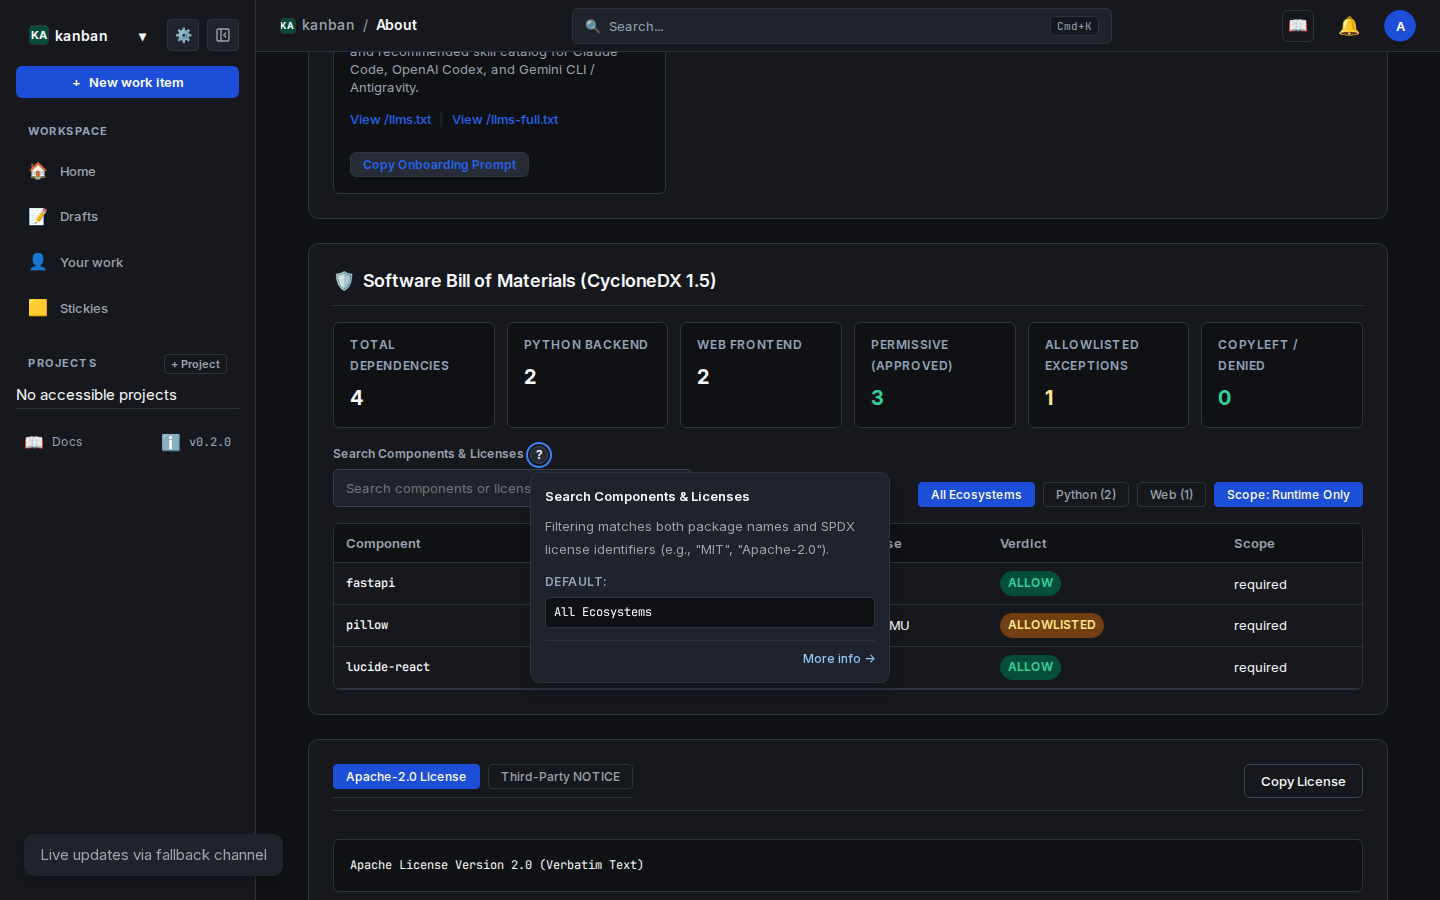 KA kanban ▼
+ New work item
WORKSPACE
Home
Drafts
Your work
Stickies
PROJECTS
+ Project
No accessible projects
Docs
v0.2.0
Live updates via fallback channel
KA kanban / About
Search...
Cmd+K
A
and recommended skill catalog for Claude
Code, OpenAI Codex, and Gemini CLI /
Antigravity.
View /llms.txt | View /llms-full.txt
Copy Onboarding Prompt
Software Bill of Materials (CycloneDX 1.5)
TOTAL
DEPENDENCIES
4
PYTHON BACKEND
2
WEB FRONTEND
2
PERMISSIVE
(APPROVED)
3
ALLOWLISTED
EXCEPTIONS
1
COPYLEFT /
DENIED
0
Search Components & Licenses ?
Search components or licens
All Ecosystems
Python (2)
Web (1)
Scope: Runtime Only
Search Components & Licenses
Filtering matches both package names and SPDX
license identifiers (e.g., "MIT", "Apache-2.0").
DEFAULT:
All Ecosystems
More info →
Component se Verdict Scope
fastapi ALLOW required
pillow MU ALLOWLISTED required
lucide-react ALLOW required
Apache-2.0 License
Third-Party NOTICE
Copy License
Apache License Version 2.0 (Verbatim Text)